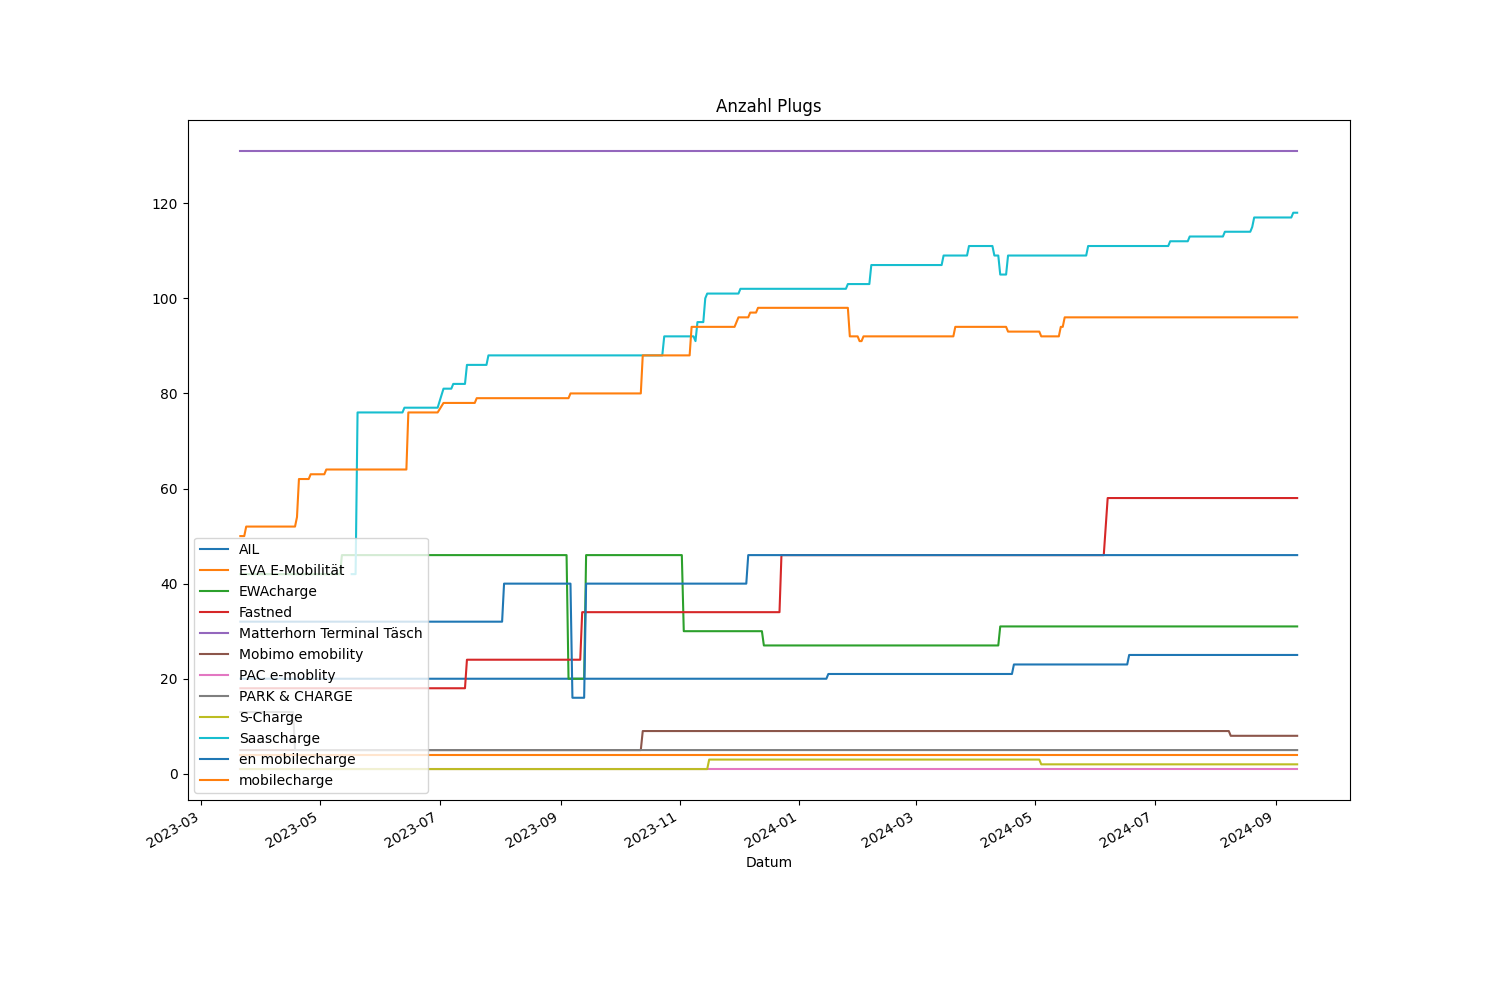 Anzahl Plugs
120
100
80
60
40
20
0
AIL
EVA E-Mobilität
EWAcharge
Fastned
Matterhorn Terminal Täsch
Mobimo emobility
PAC e-moblity
PARK & CHARGE
S-Charge
Saascharge
en mobilecharge
mobilecharge
2023-03
2023-05
2023-07
2023-09
2023-11
2024-01
2024-03
2024-05
2024-07
2024-09
Datum